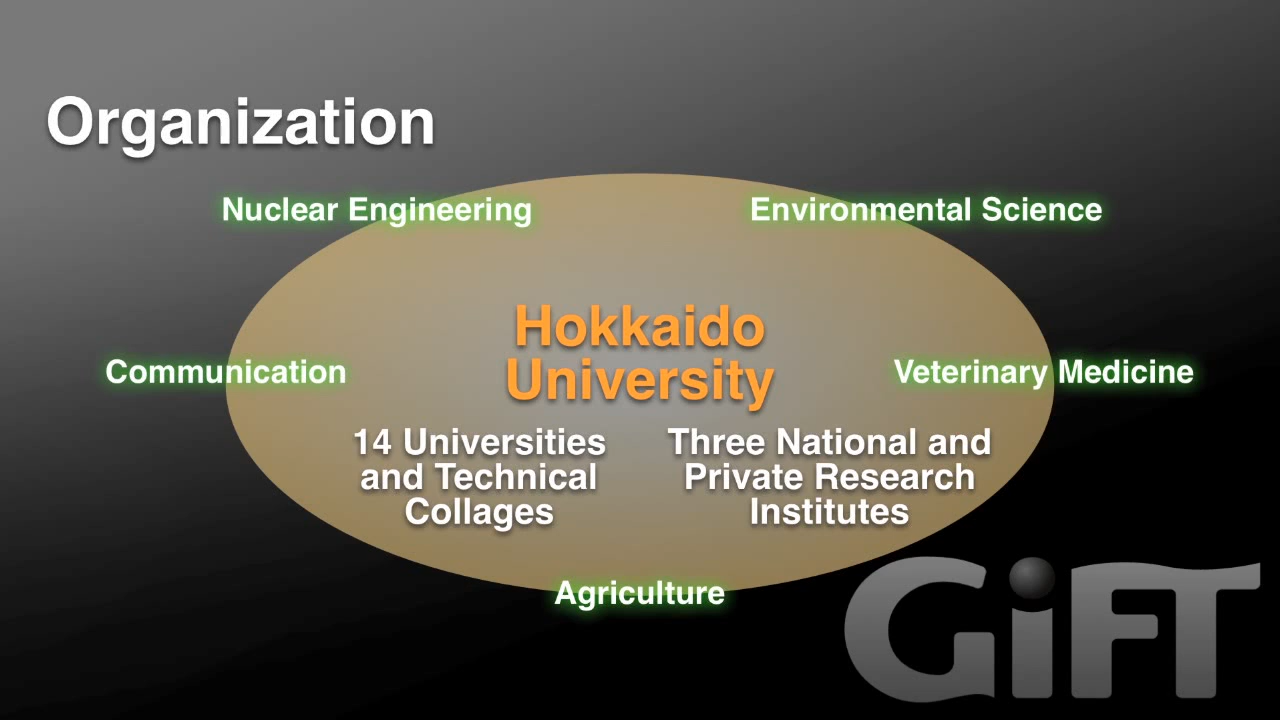 Organization
Nuclear Engineering
Environmental Science
Hokkaido
University
Communication
Veterinary Medicine
14 Universities
and Technical
Collages
Three National and
Private Research
Institutes
Agriculture
GiFT